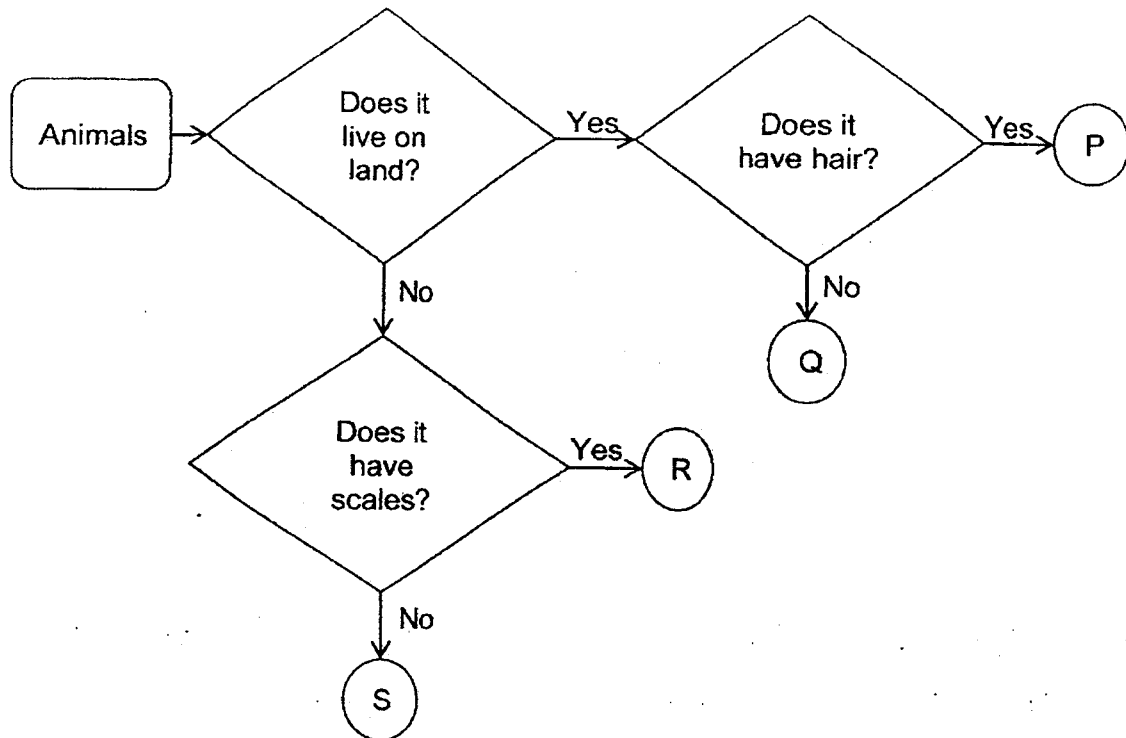 Animals
Does it
live on
land?
Yes
Does it
have hair?
Yes
P
No
Q
No
Does it
have
scales?
Yes
R
No
S